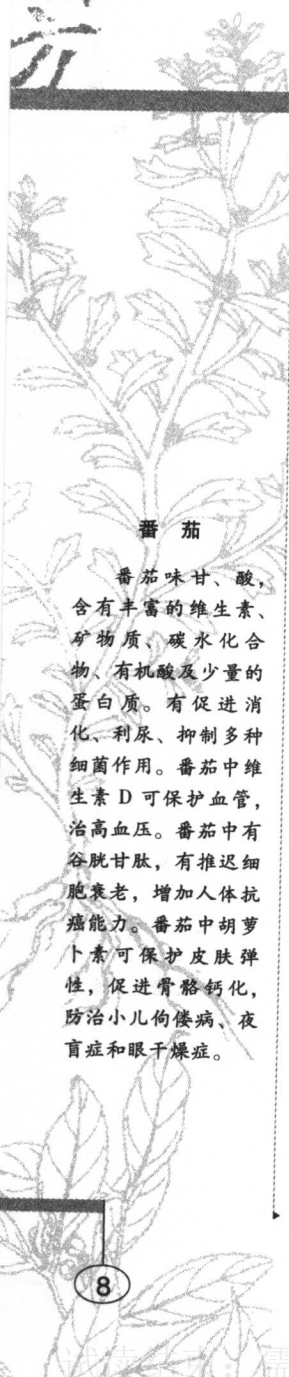 番 茄
番茄味甘、酸，
含有丰富的维生素、
矿物质、碳水化合
物、有机酸及少量的
蛋白质。有促进消
化、利尿、抑制多种
细菌作用。番茄中维
生素 D 可保护血管，
治高血压。番茄中有
谷胱甘肽，有推迟细
胞衰老，增加人体抗
癌能力。番茄中胡萝
卜素可保护皮肤弹
性，促进骨骼钙化，
防治小儿佝偻病、夜
盲症和眼干燥症。
8